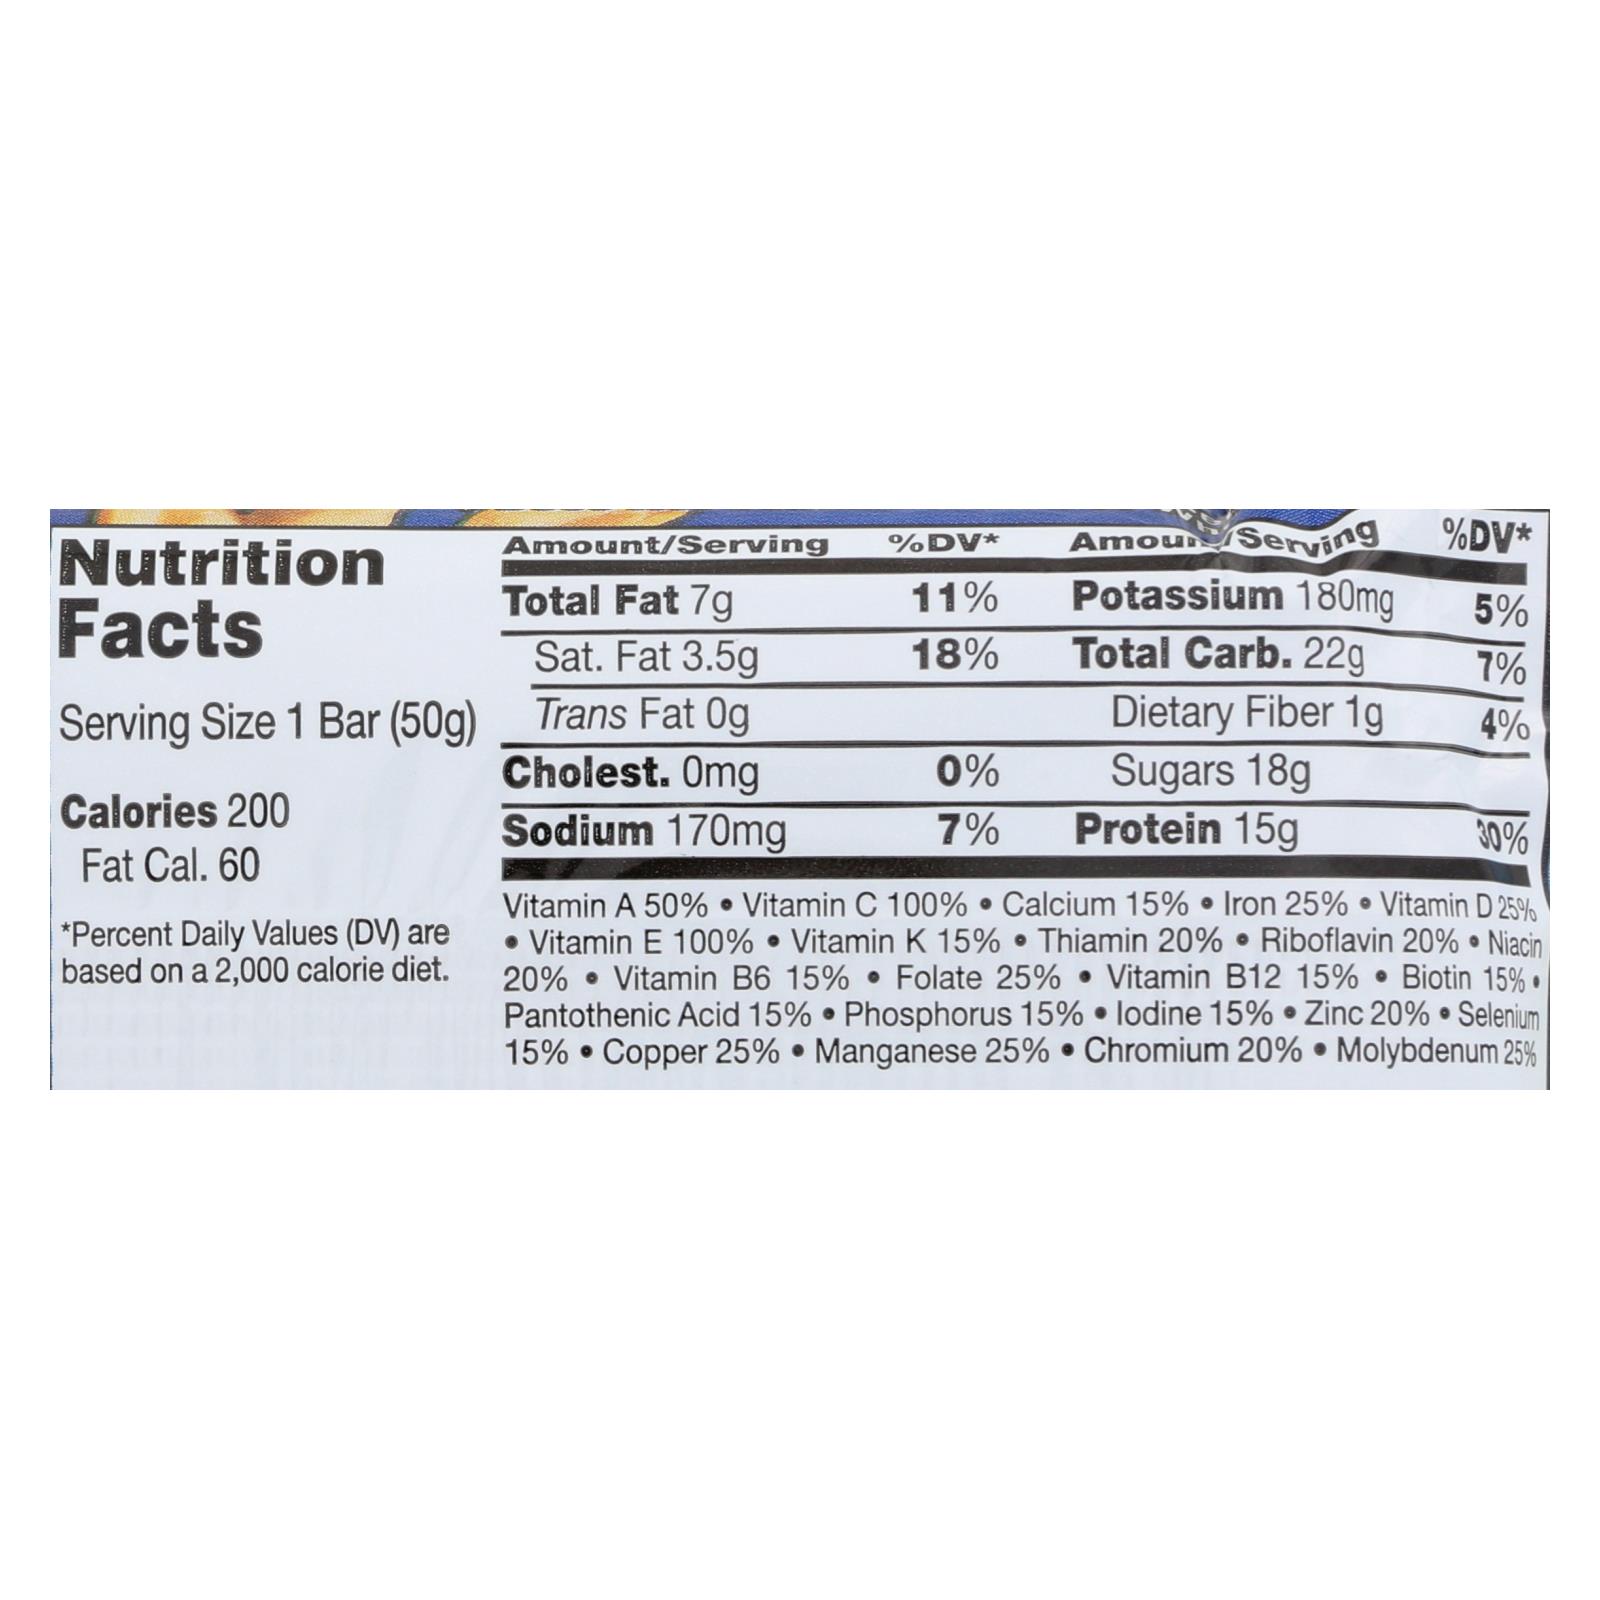 Nutrition
Facts
Serving Size 1 Bar (50g)
Calories 200
Fat Cal. 60
*Percent Daily Values (DV) are
based on a 2,000 calorie diet.
Amount/Serving %DV*
Total Fat 7g 11%
Sat. Fat 3.5g 18%
Trans Fat 0g
Cholest. 0mg 0%
Sodium 170mg 7%
Amount/Serving %DV*
Potassium 180mg 5%
Total Carb. 22g 7%
Dietary Fiber 1g 4%
Sugars 18g
Protein 15g 30%
Vitamin A 50% • Vitamin C 100% • Calcium 15% • Iron 25% • Vitamin D 25%
• Vitamin E 100% • Vitamin K 15% • Thiamin 20% • Riboflavin 20% • Niacin
20% • Vitamin B6 15% • Folate 25% • Vitamin B12 15% • Biotin 15% •
Pantothenic Acid 15% • Phosphorus 15% • Iodine 15% • Zinc 20% • Selenium
15% • Copper 25% • Manganese 25% • Chromium 20% • Molybdenum 25%